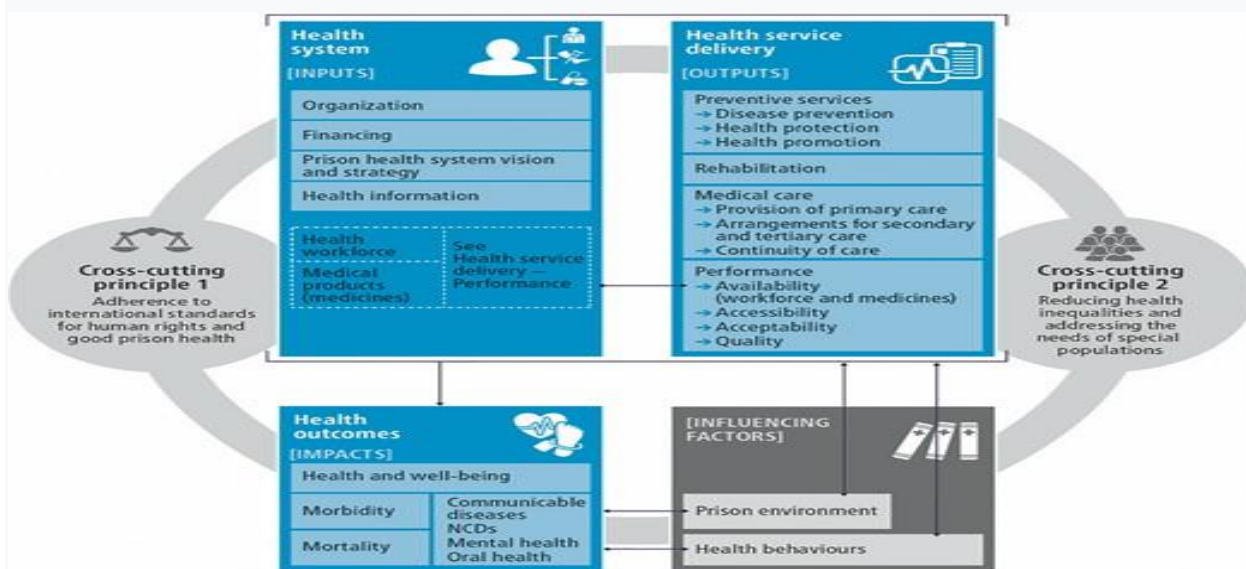 Health
system
[INPUTS]
Organization
Financing
Prison health system vision
and strategy
Health information
Health
workforce
Medical
products
(medicines)
See
Health service
delivery —
Performance
Health service
delivery
[OUTPUTS]
Preventive services
→ Disease prevention
→ Health protection
→ Health promotion
Rehabilitation
Medical care
→ Provision of primary care
→ Arrangements for secondary
and tertiary care
→ Continuity of care
Performance
→ Availability
(workforce and medicines)
→ Accessibility
→ Acceptability
→ Quality
Cross-cutting
principle 1
Adherence to
international standards
for human rights and
good prison health
Cross-cutting
principle 2
Reducing health
inequalities and
addressing the
needs of special
populations
Health
outcomes
[IMPACTS]
Health and well-being
Morbidity
Mortality
Communicable
diseases
NCDs
Mental health
Oral health
[INFLUENCING
FACTORS]
Prison environment
Health behaviours